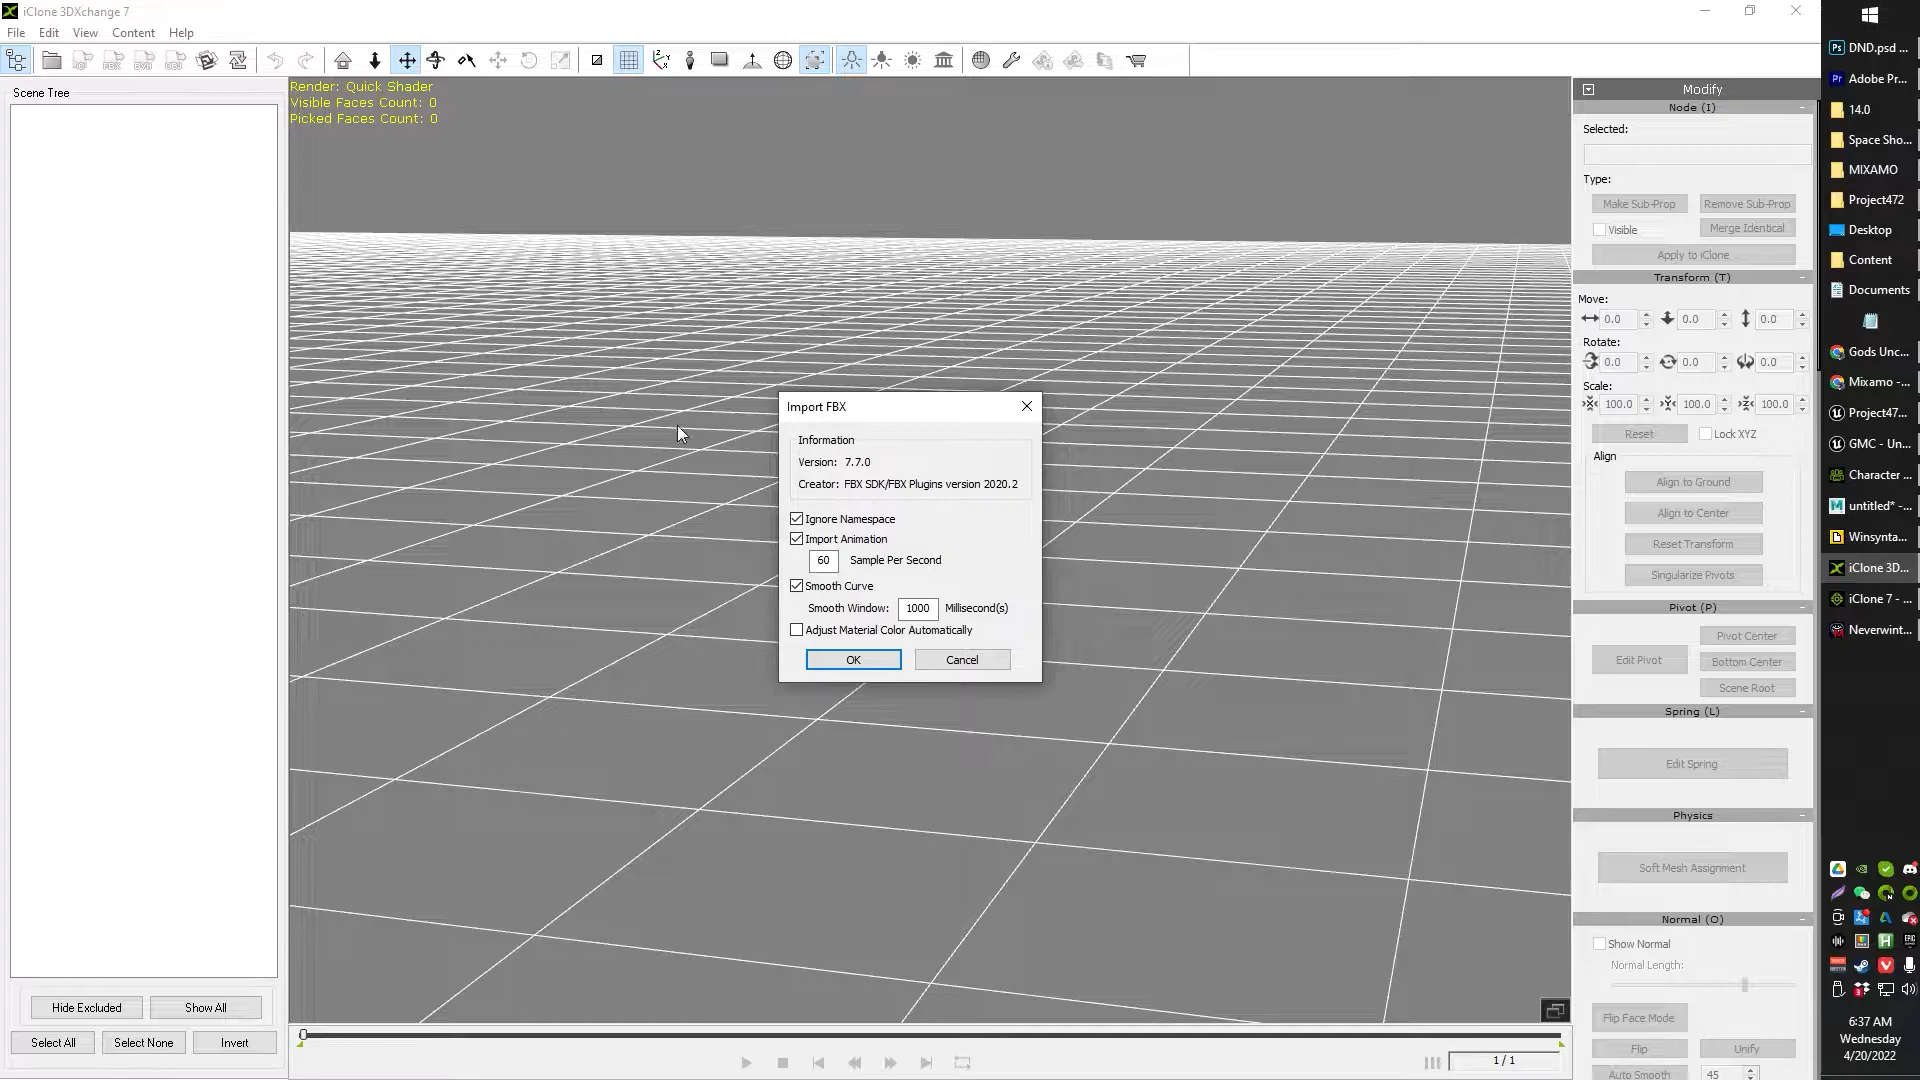 iClone 3DXchange 7
File Edit View Content Help
Scene Tree
Render: Quick Shader
Visible Faces Count: 0
Picked Faces Count: 0
Hide Excluded Show All
Select All Select None Invert
Import FBX
Information
Version: 7.7.0
Creator: FBX SDK/FBX Plugins version 2020.2
Ignore Namespace
Import Animation
60 Sample Per Second
Smooth Curve
Smooth Window: 1000 Millisecond(s)
Adjust Material Color Automatically
OK Cancel
1 / 1
Modify
Node (I)
Selected:
Type:
Make Sub-Prop Remove Sub-Prop
Visible Merge Identical
Apply to iClone
Transform (T)
Move:
0.0 0.0 0.0
Rotate:
0.0 0.0 0.0
Scale:
100.0 100.0 100.0
Reset Lock XYZ
Align
Align to Ground
Align to Center
Reset Transform
Singularize Pivots
Pivot (P)
Pivot Center
Edit Pivot
Bottom Center
Scene Root
Spring (L)
Edit Spring
Physics
Soft Mesh Assignment
Normal (O)
Show Normal
Normal Length:
Flip Face Mode
Flip Unify
Auto Smooth 45
DND.psd ...
Adobe Pr...
14.0
Space Sho...
MIXAMO
Project472
Desktop
Content
Documents
Gods Unc...
Mixamo -...
Project47...
GMC - Un...
Character ...
untitled* -...
Winsynta...
iClone 3D...
iClone 7 - ...
Neverwint...
6:37 AM
Wednesday
4/20/2022